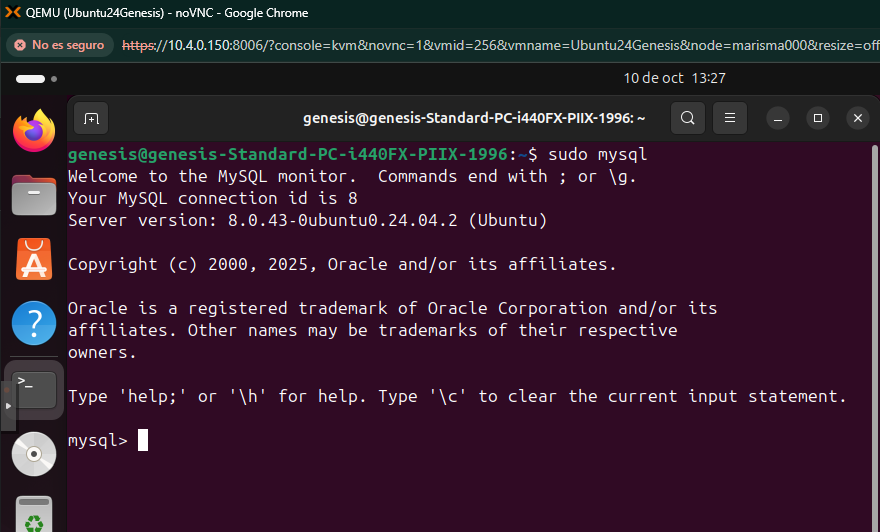 QEMU (Ubuntu24Genesis) - noVNC - Google Chrome
No es seguro https://10.4.0.150:8006/?console=kvm&novnc=1&vmid=256&vmname=Ubuntu24Genesis&node=marisma000&resize=off
10 de oct 13:27
genesis@genesis-Standard-PC-i440FX-PIIX-1996: ~
genesis@genesis-Standard-PC-i440FX-PIIX-1996:~$ sudo mysql
Welcome to the MySQL monitor.  Commands end with ; or \g.
Your MySQL connection id is 8
Server version: 8.0.43-0ubuntu0.24.04.2 (Ubuntu)
Copyright (c) 2000, 2025, Oracle and/or its affiliates.
Oracle is a registered trademark of Oracle Corporation and/or its
affiliates. Other names may be trademarks of their respective
owners.
Type 'help;' or '\h' for help. Type '\c' to clear the current input statement.
mysql>